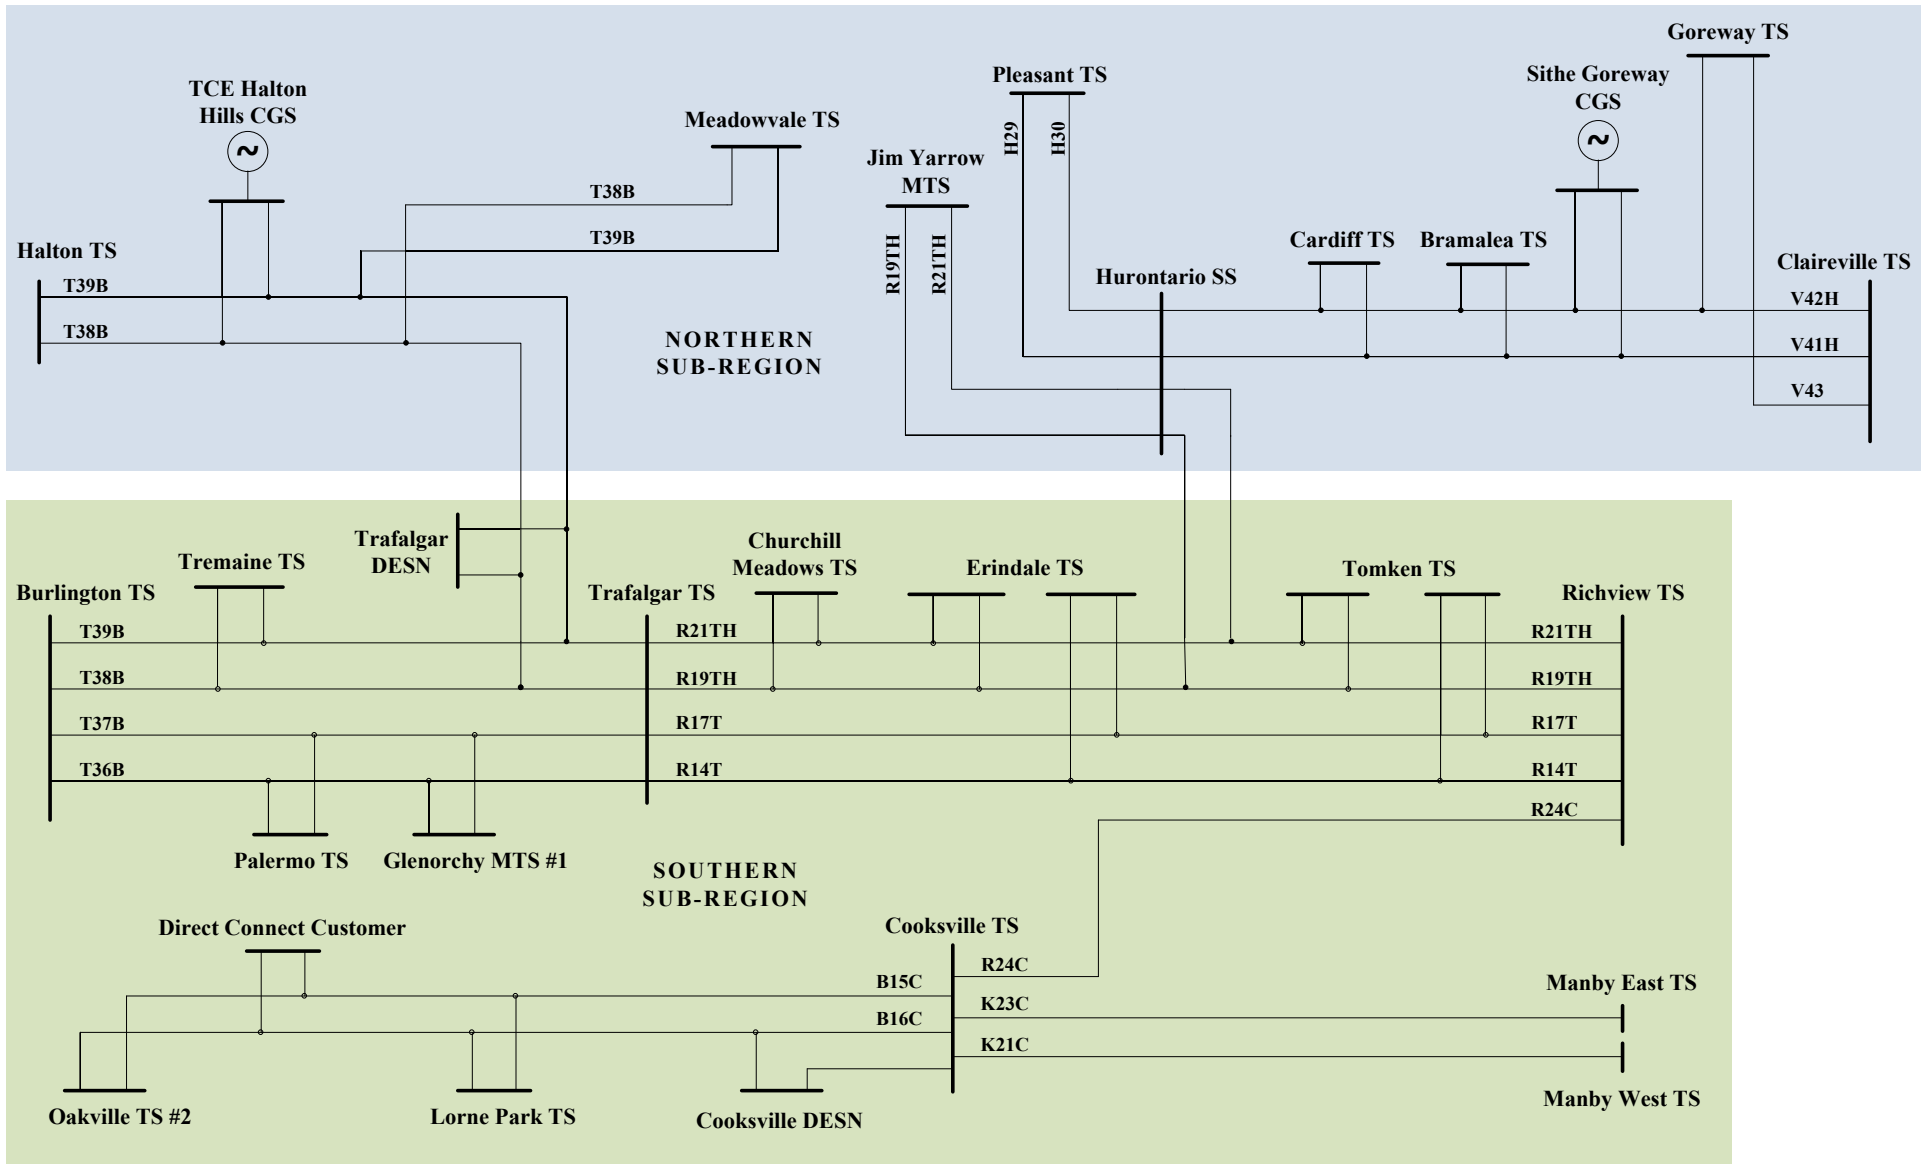 Goreway TS
Pleasant TS
Sithe Goreway
CGS
TCE Halton
Hills CGS
~
~
Meadowvale TS
H29
H30
Jim Yarrow
MTS
T38B
T39B
Halton TS
Cardiff TS
Bramalea TS
Claireville TS
Hurontario SS
R19TH
R21TH
T39B
V42H
T38B
NORTHERN
SUB-REGION
V41H
V43
Trafalgar
DESN
Churchill
Meadows TS
Tremaine TS
Erindale TS
Tomken TS
Burlington TS
Trafalgar TS
Richview TS
T39B
R21TH
R21TH
T38B
R19TH
R19TH
T37B
R17T
R17T
T36B
R14T
R14T
R24C
Palermo TS
Glenorchy MTS #1
SOUTHERN
SUB-REGION
Direct Connect Customer
Cooksville TS
R24C
B15C
Manby East TS
K23C
B16C
K21C
Manby West TS
Oakville TS #2
Lorne Park TS
Cooksville DESN